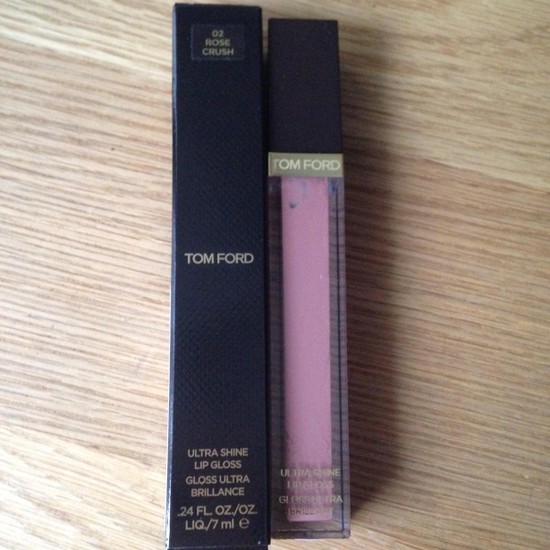 02
ROSE
CRUSH
TOM FORD
ULTRA SHINE
LIP GLOSS
GLOSS ULTRA
BRILLANCE
.24 FL. OZ./OZ.
LIQ./7 ml ℮
TOM FORD
ULTRA SHINE
LIP GLOSS
GLOSS ULTRA
BRILLANCE